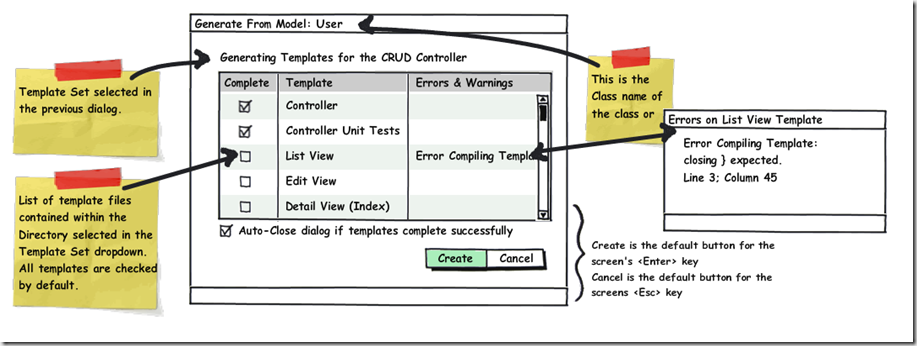 Generate From Model: User
Generating Templates for the CRUD Controller
Complete Template Errors & Warnings
Controller
Controller Unit Tests
List View Error Compiling Templa
Edit View
Detail View (Index)
Auto-Close dialog if templates complete successfully
Create Cancel
Template Set selected in
the previous dialog.
List of template files
contained within the
Directory selected in the
Template Set dropdown.
All templates are checked
by default.
This is the
Class name of
the class or
Errors on List View Template
Error Compiling Template:
closing } expected.
Line 3; Column 45
Create is the default button for the
screen's <Enter> key
Cancel is the default button for the
screens <Esc> key